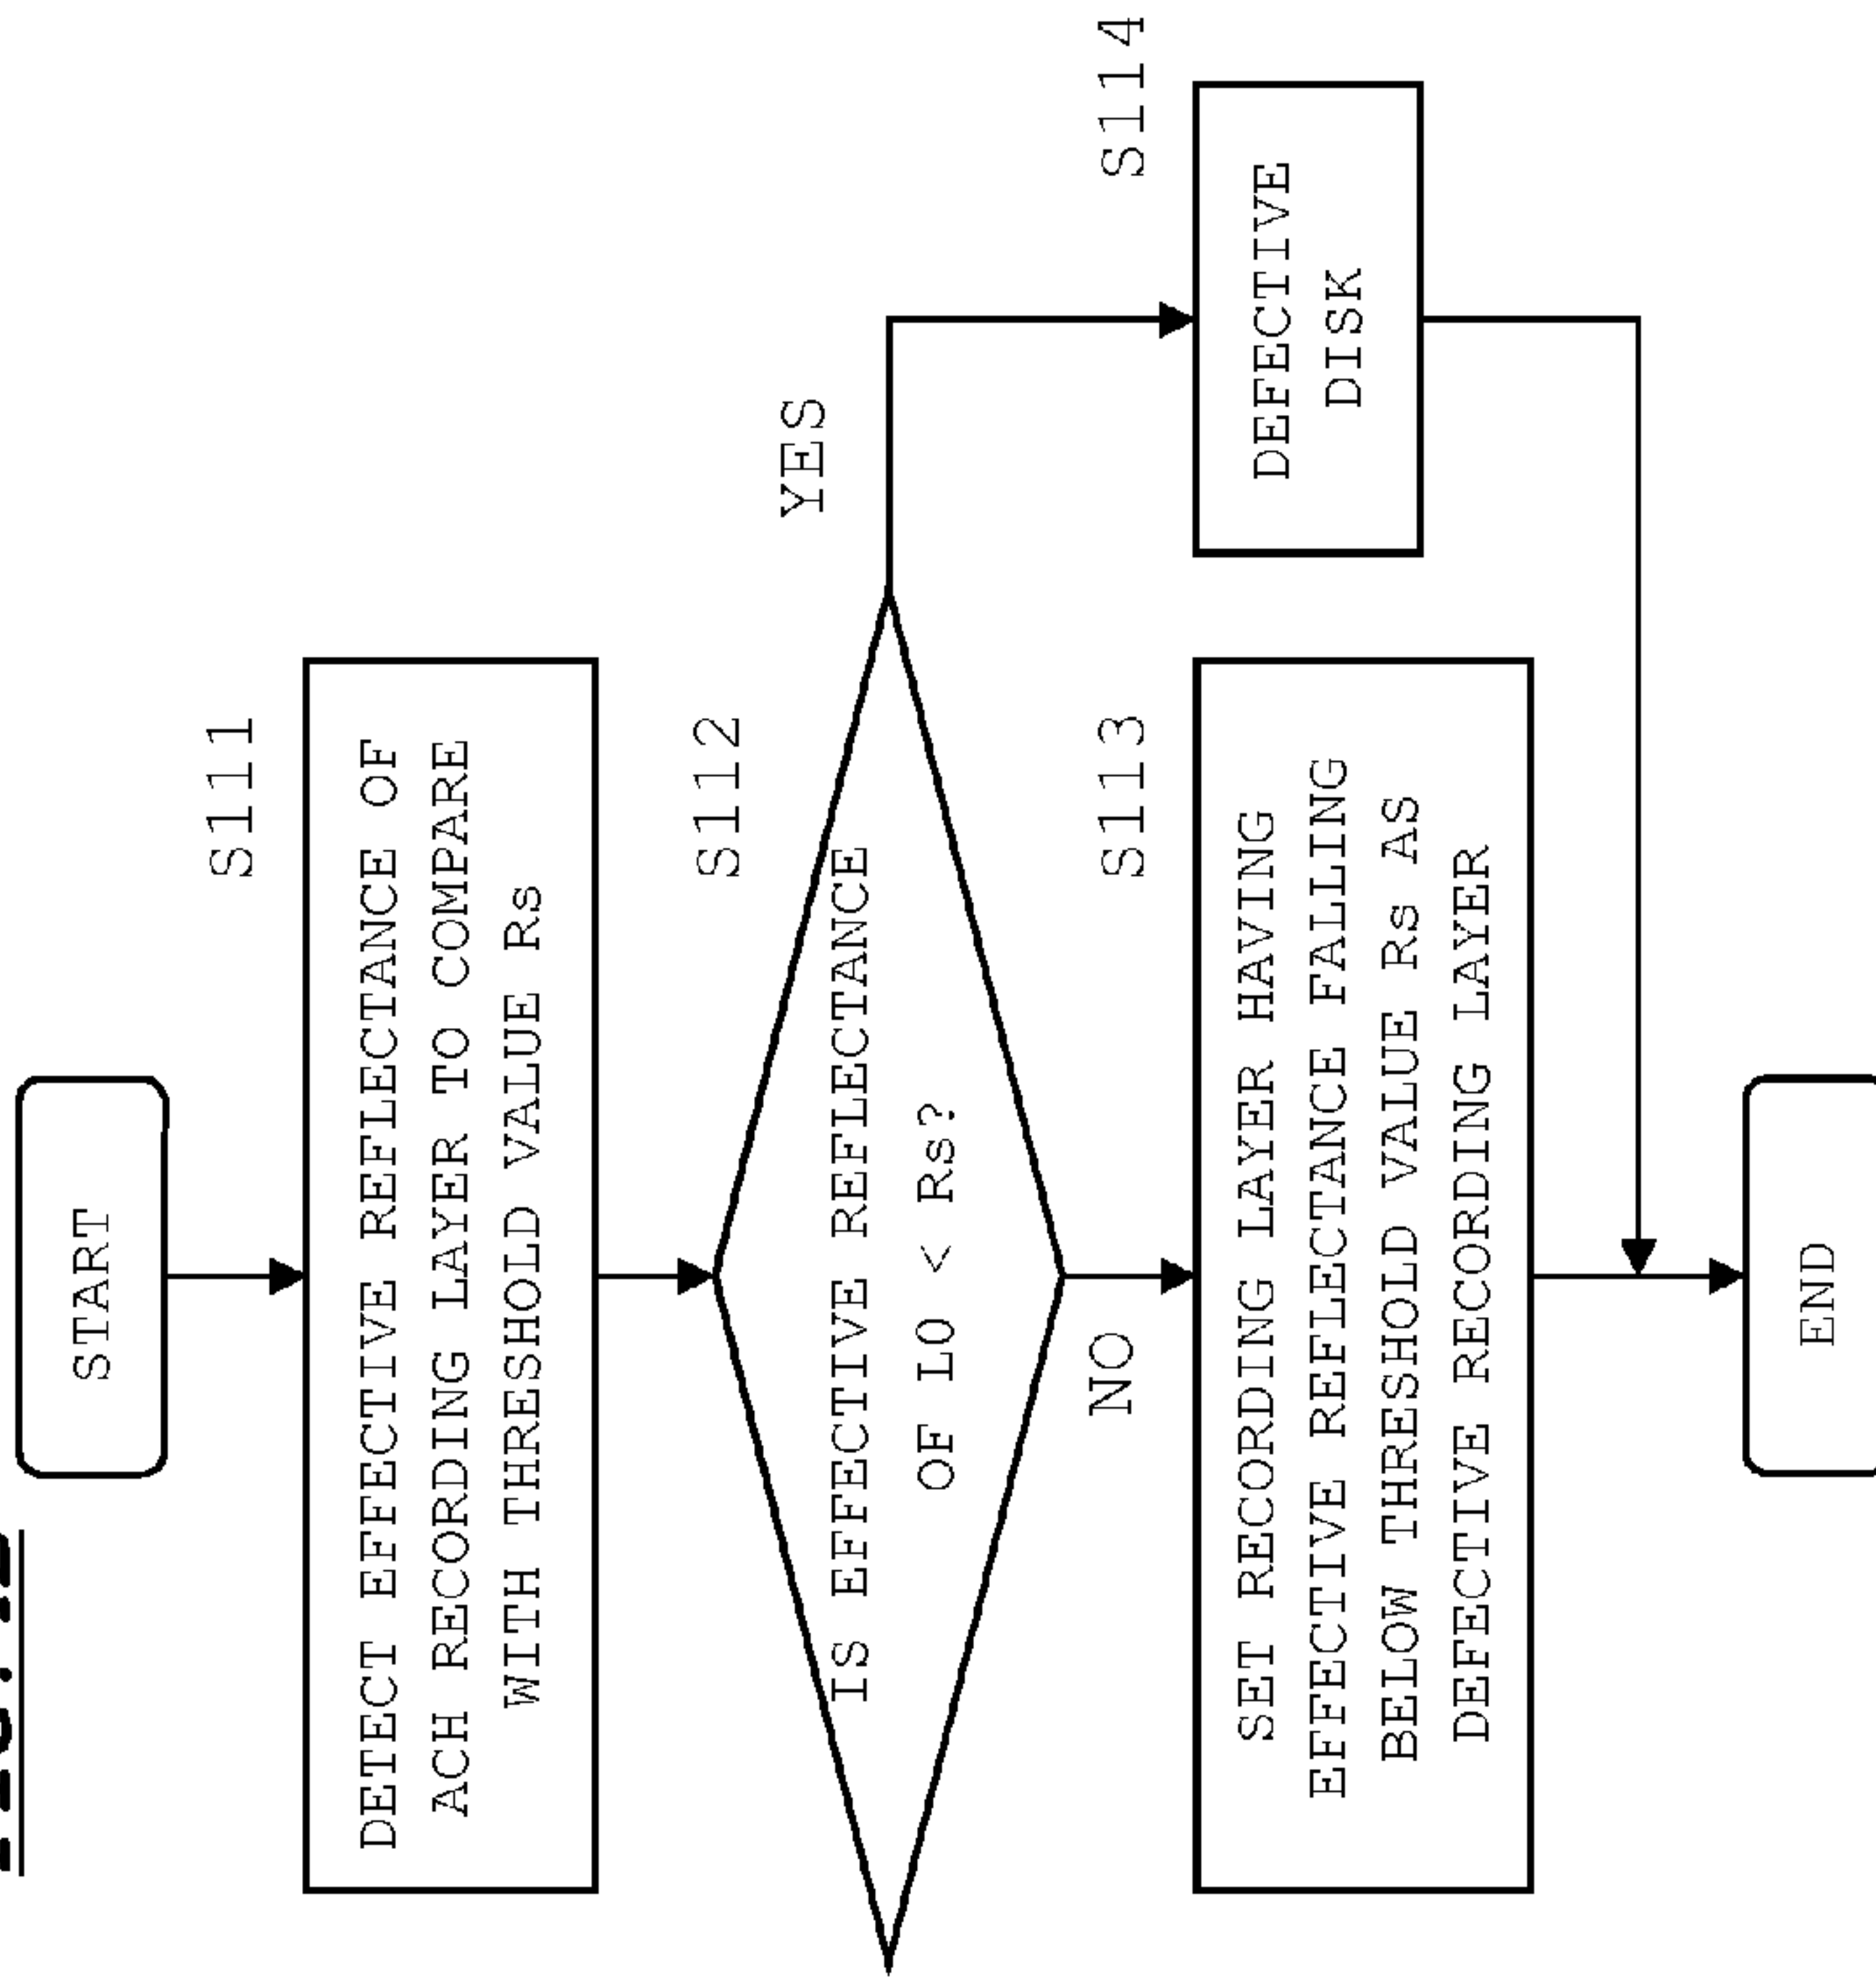 START
S111
DETECT EFFECTIVE REFLECTANCE OF
ACH RECORDING LAYER TO COMPARE
WITH THRESHOLD VALUE Rs
S112
IS EFFECTIVE REFLECTANCE
OF L0 < Rs?
YES
NO
S113
SET RECORDING LAYER HAVING
EFFECTIVE REFLECTANCE FALLING
BELOW THRESHOLD VALUE Rs AS
DEFECTIVE RECORDING LAYER
S114
DEFECTIVE
DISK
END